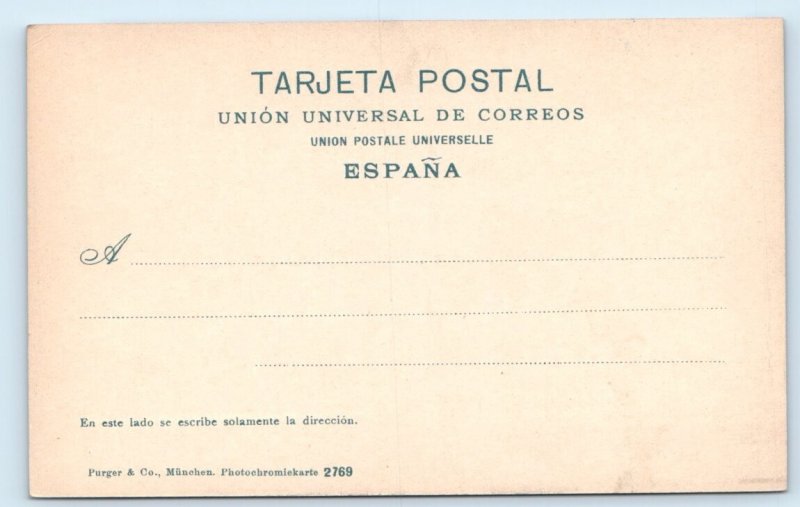 TARJETA POSTAL
UNIÓN UNIVERSAL DE CORREOS
UNION POSTALE UNIVERSELLE
ESPAÑA
A
En este lado se escribe solamente la dirección.
Purger & Co., München. Photochromiekarte 2769